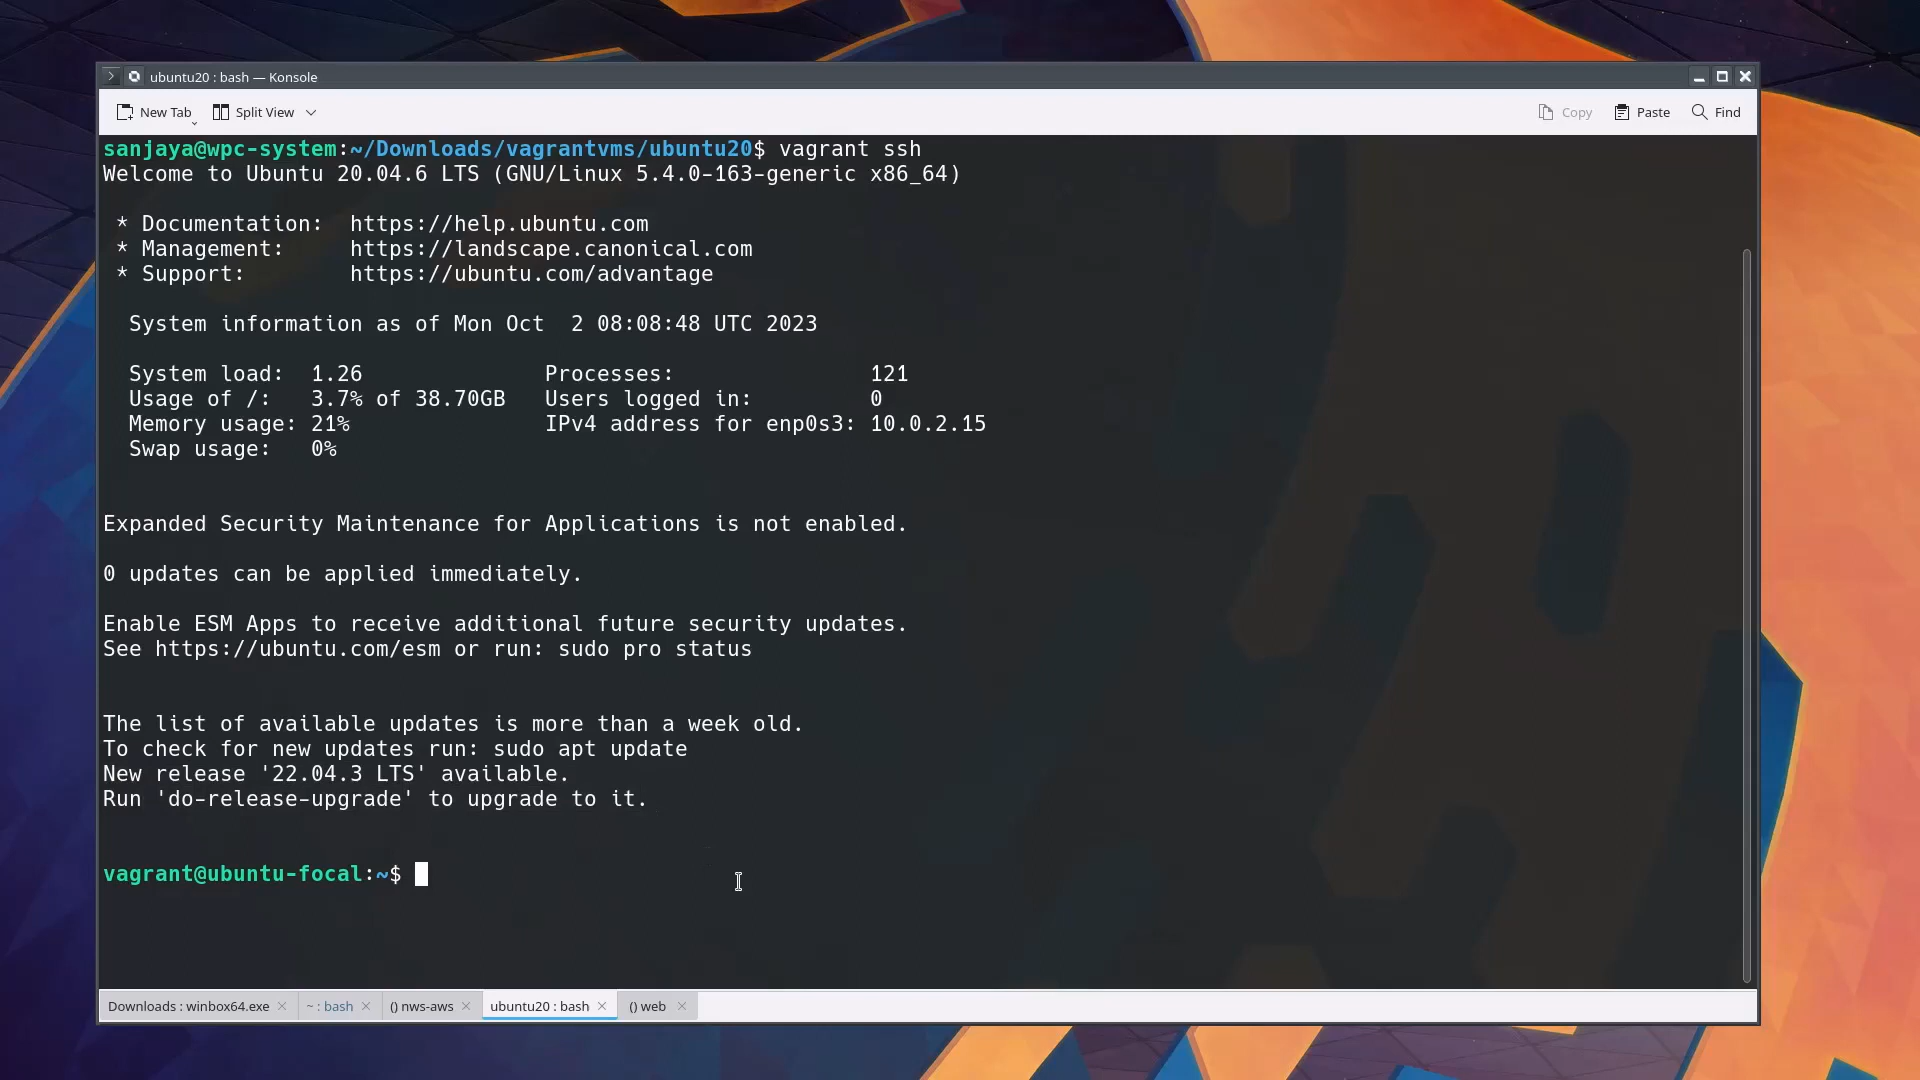 ubuntu20 : bash — Konsole
New Tab Split View Copy Paste Find
sanjaya@wpc-system:~/Downloads/vagrantvms/ubuntu20$ vagrant ssh
Welcome to Ubuntu 20.04.6 LTS (GNU/Linux 5.4.0-163-generic x86_64)
* Documentation: https://help.ubuntu.com
* Management: https://landscape.canonical.com
* Support: https://ubuntu.com/advantage
System information as of Mon Oct 2 08:08:48 UTC 2023
System load: 1.26 Processes: 121
Usage of /: 3.7% of 38.70GB Users logged in: 0
Memory usage: 21% IPv4 address for enp0s3: 10.0.2.15
Swap usage: 0%
Expanded Security Maintenance for Applications is not enabled.
0 updates can be applied immediately.
Enable ESM Apps to receive additional future security updates.
See https://ubuntu.com/esm or run: sudo pro status
The list of available updates is more than a week old.
To check for new updates run: sudo apt update
New release '22.04.3 LTS' available.
Run 'do-release-upgrade' to upgrade to it.
vagrant@ubuntu-focal:~$
Downloads : winbox64.exe ~ : bash () nws-aws ubuntu20 : bash () web